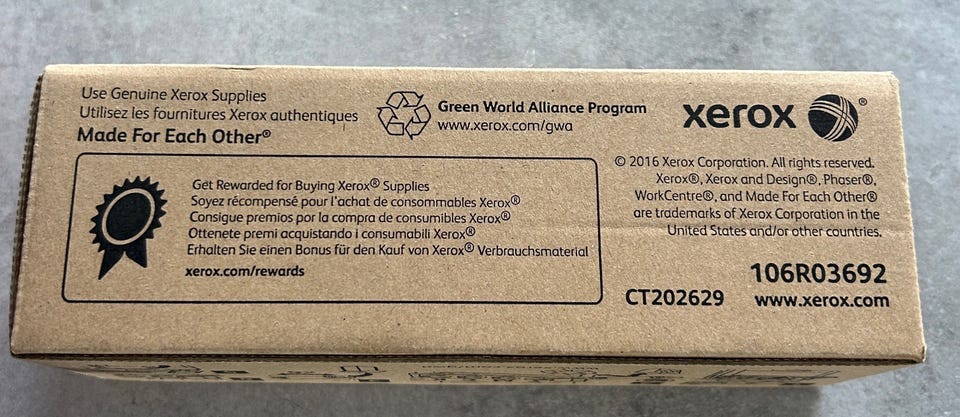 Use Genuine Xerox Supplies
Utilisez les fournitures Xerox authentiques
Made For Each Other®
Green World Alliance Program
www.xerox.com/gwa
xerox ®
Get Rewarded for Buying Xerox® Supplies
Soyez récompensé pour l'achat de consommables Xerox®
Consigue premios por la compra de consumibles Xerox®
Ottenete premi acquistando i consumabili Xerox®
Erhalten Sie einen Bonus für den Kauf von Xerox® Verbrauchsmaterial
xerox.com/rewards
© 2016 Xerox Corporation. All rights reserved.
Xerox®, Xerox and Design®, Phaser®,
WorkCentre®, and Made For Each Other®
are trademarks of Xerox Corporation in the
United States and/or other countries.
106R03692
CT202629 www.xerox.com